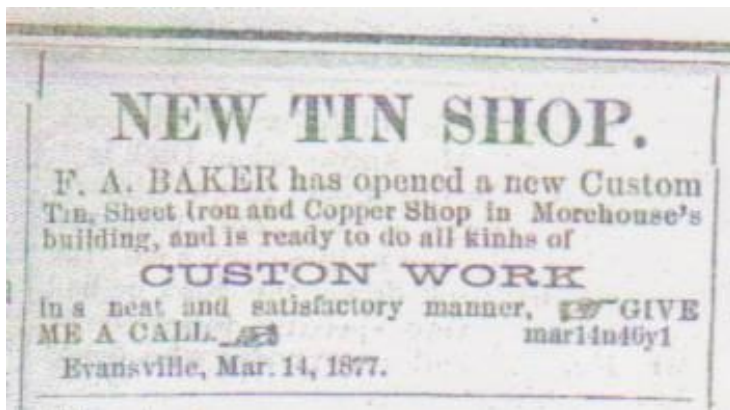 NEW TIN SHOP.
F. A. BAKER has opened a new Custom
Tin, Sheet Iron and Copper Shop in Morehouse's
building, and is ready to do all kinhs of
CUSTON WORK
in a neat and satisfactory manner, ☞ GIVE
ME A CALL. ☜ mar14n46y1
Evansville, Mar. 14, 1877.